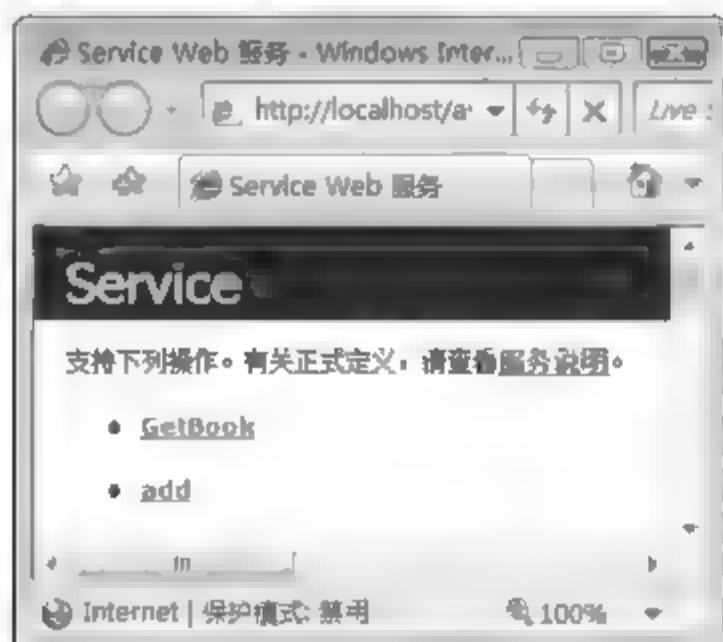 Service Web 服务 - Windows Inter...
http://localhost/a
Live
Service Web 服务
Service
支持下列操作。有关正式定义，请查看服务说明。
GetBook
add
Internet | 保护模式: 禁用
100%